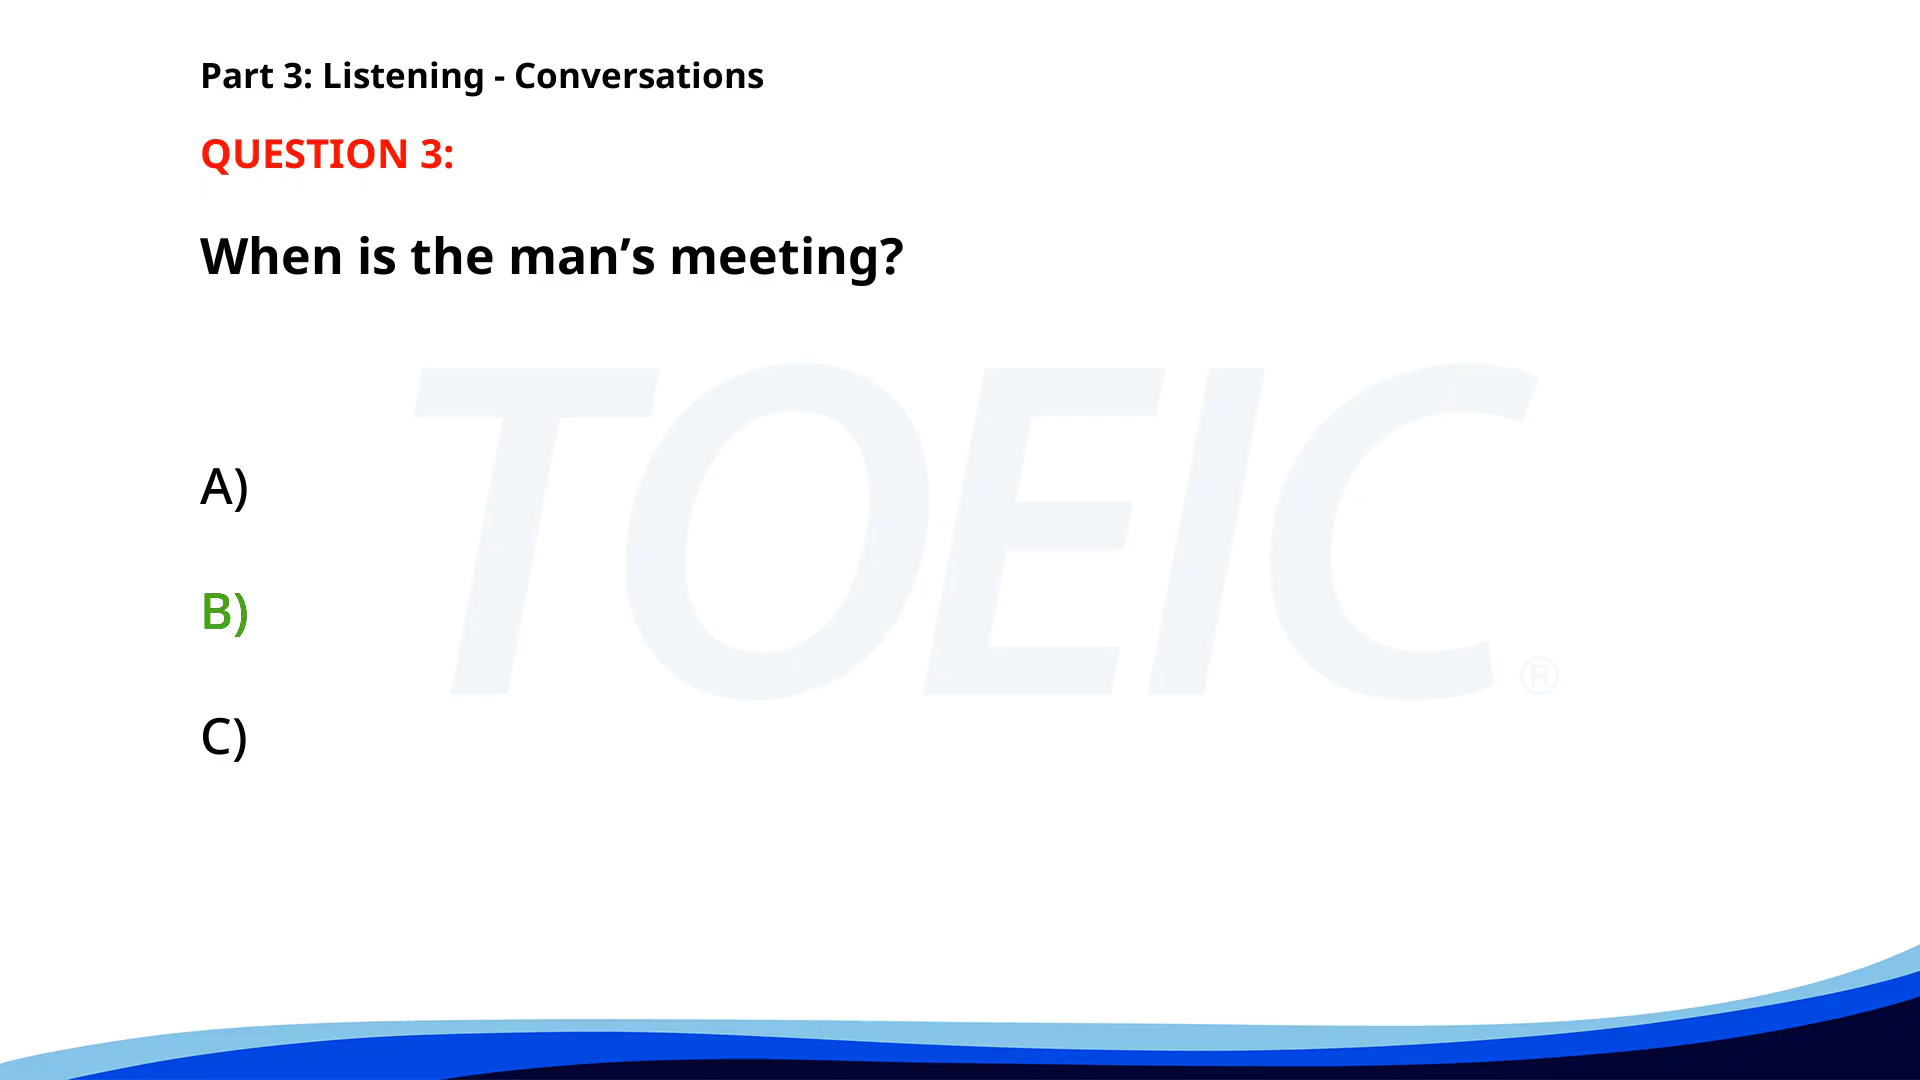 Part 3: Listening - Conversations
QUESTION 3:
When is the man’s meeting?
TOEIC®
A)
B)
C)